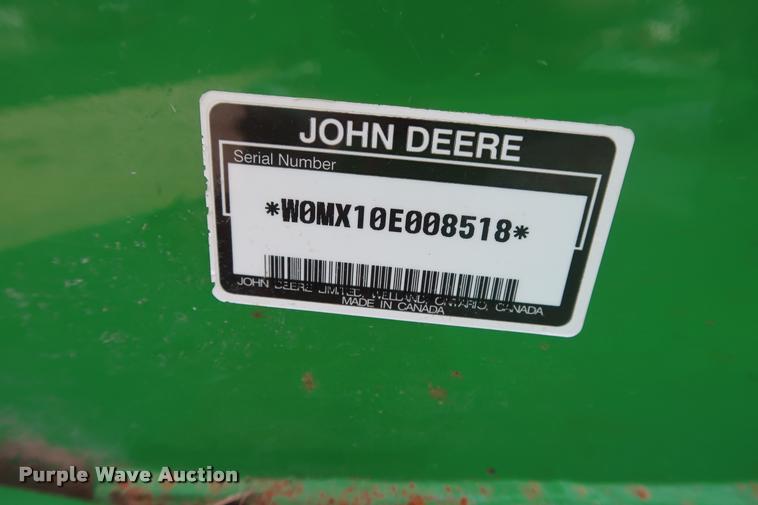 JOHN DEERE
Serial Number
*W0MX10E008518*
JOHN DEERE LIMITED, WELLAND, ONTARIO, CANADA
MADE IN CANADA
Purple Wave Auction